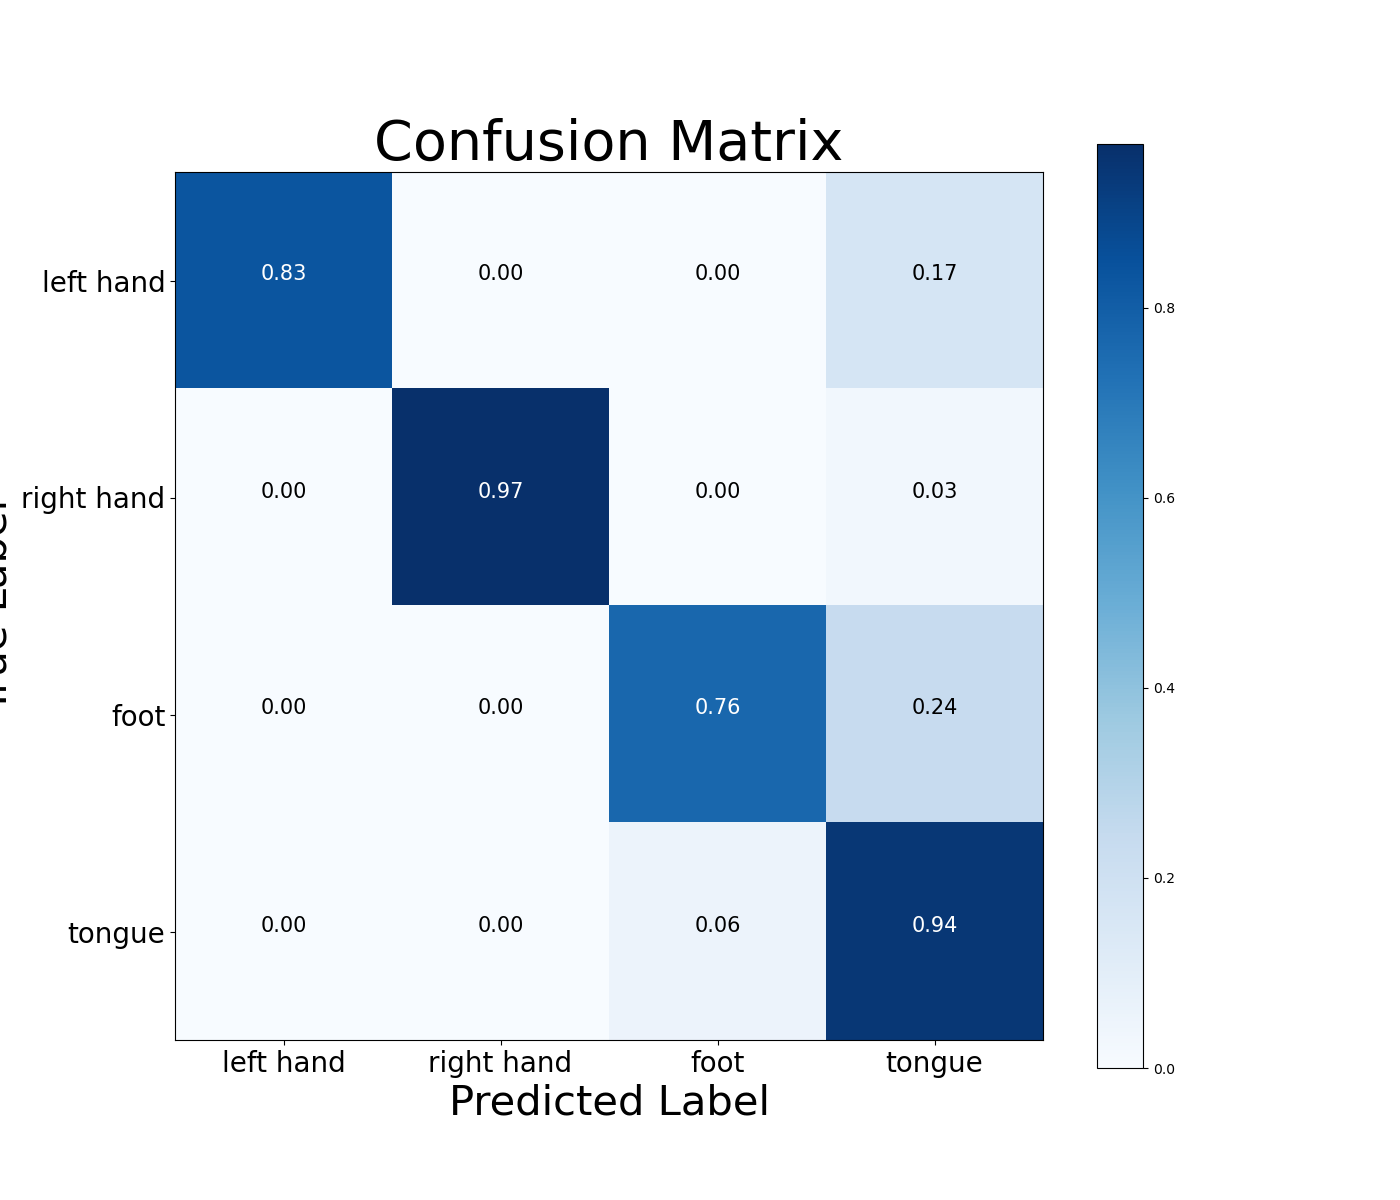 Confusion Matrix
left hand
0.83 0.00 0.00 0.17
right hand
0.00 0.97 0.00 0.03
foot
0.00 0.00 0.76 0.24
tongue
0.00 0.00 0.06 0.94
left hand right hand foot tongue
Predicted Label
0.8
0.6
0.4
0.2
0.0